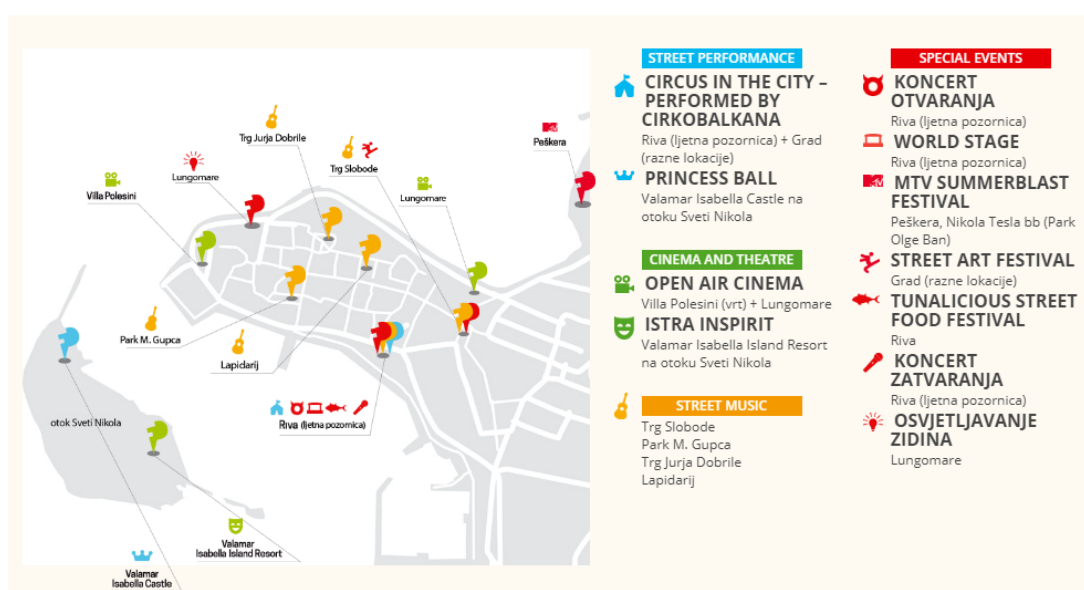 Trg Jurja Dobrile
Trg Slobode
Peškera
Lungomare
Villa Polesini
Lungomare
Park M. Gupca
Lapidarij
otok Sveti Nikola
Riva (ljetna pozornica)
Valamar
Isabella Island Resort
Valamar
Isabella Castle
STREET PERFORMANCE
CIRCUS IN THE CITY –
PERFORMED BY
CIRKOBALKANA
Riva (ljetna pozornica) + Grad
(razne lokacije)
PRINCESS BALL
Valamar Isabella Castle na
otoku Sveti Nikola
CINEMA AND THEATRE
OPEN AIR CINEMA
Villa Polesini (vrt) + Lungomare
ISTRA INSPIRIT
Valamar Isabella Island Resort
na otoku Sveti Nikola
STREET MUSIC
Trg Slobode
Park M. Gupca
Trg Jurja Dobrile
Lapidarij
SPECIAL EVENTS
KONCERT
OTVARANJA
Riva (ljetna pozornica)
WORLD STAGE
Riva (ljetna pozornica)
MTV SUMMERBLAST
FESTIVAL
Peškera, Nikola Tesla bb (Park
Olge Ban)
STREET ART FESTIVAL
Grad (razne lokacije)
TUNALICIOUS STREET
FOOD FESTIVAL
Riva
KONCERT
ZATVARANJA
Riva (ljetna pozornica)
OSVJETLJAVANJE
ZIDINA
Lungomare